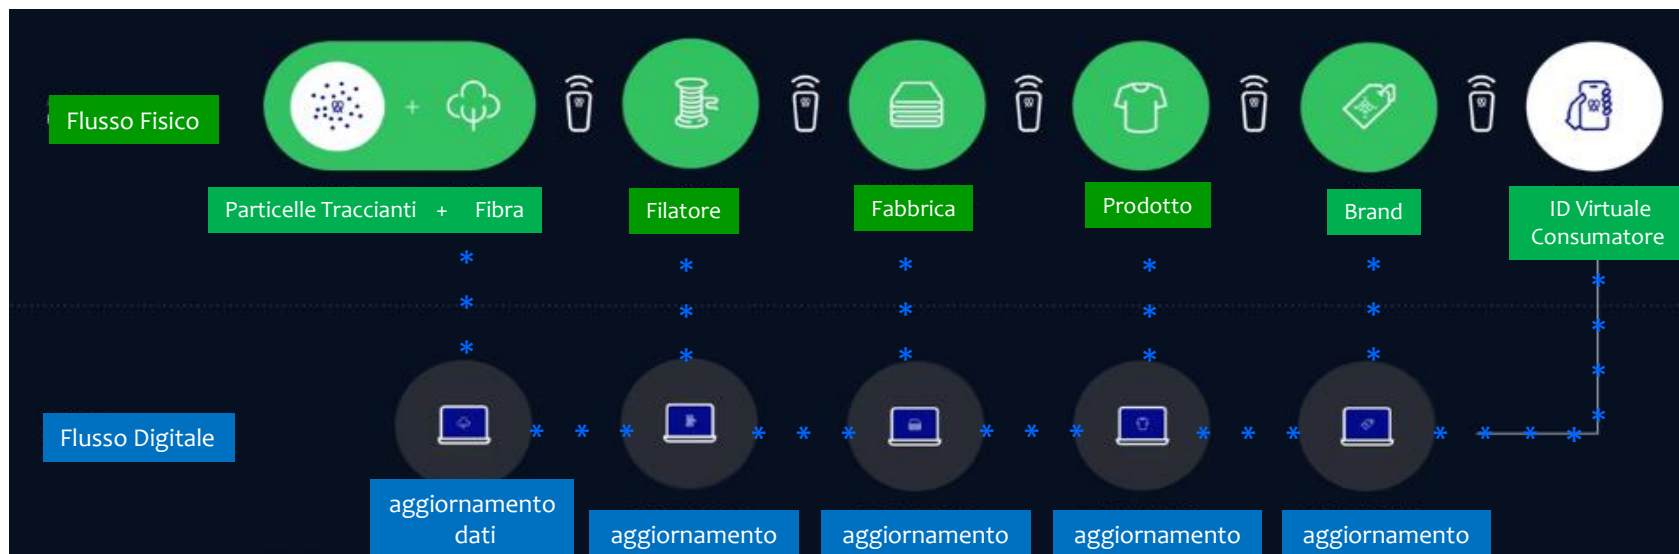 Flusso Fisico
Particelle Traccianti + Fibra
Filatore
Fabbrica
Prodotto
Brand
ID Virtuale
Consumatore
Flusso Digitale
aggiornamento
dati
aggiornamento
aggiornamento
aggiornamento
aggiornamento